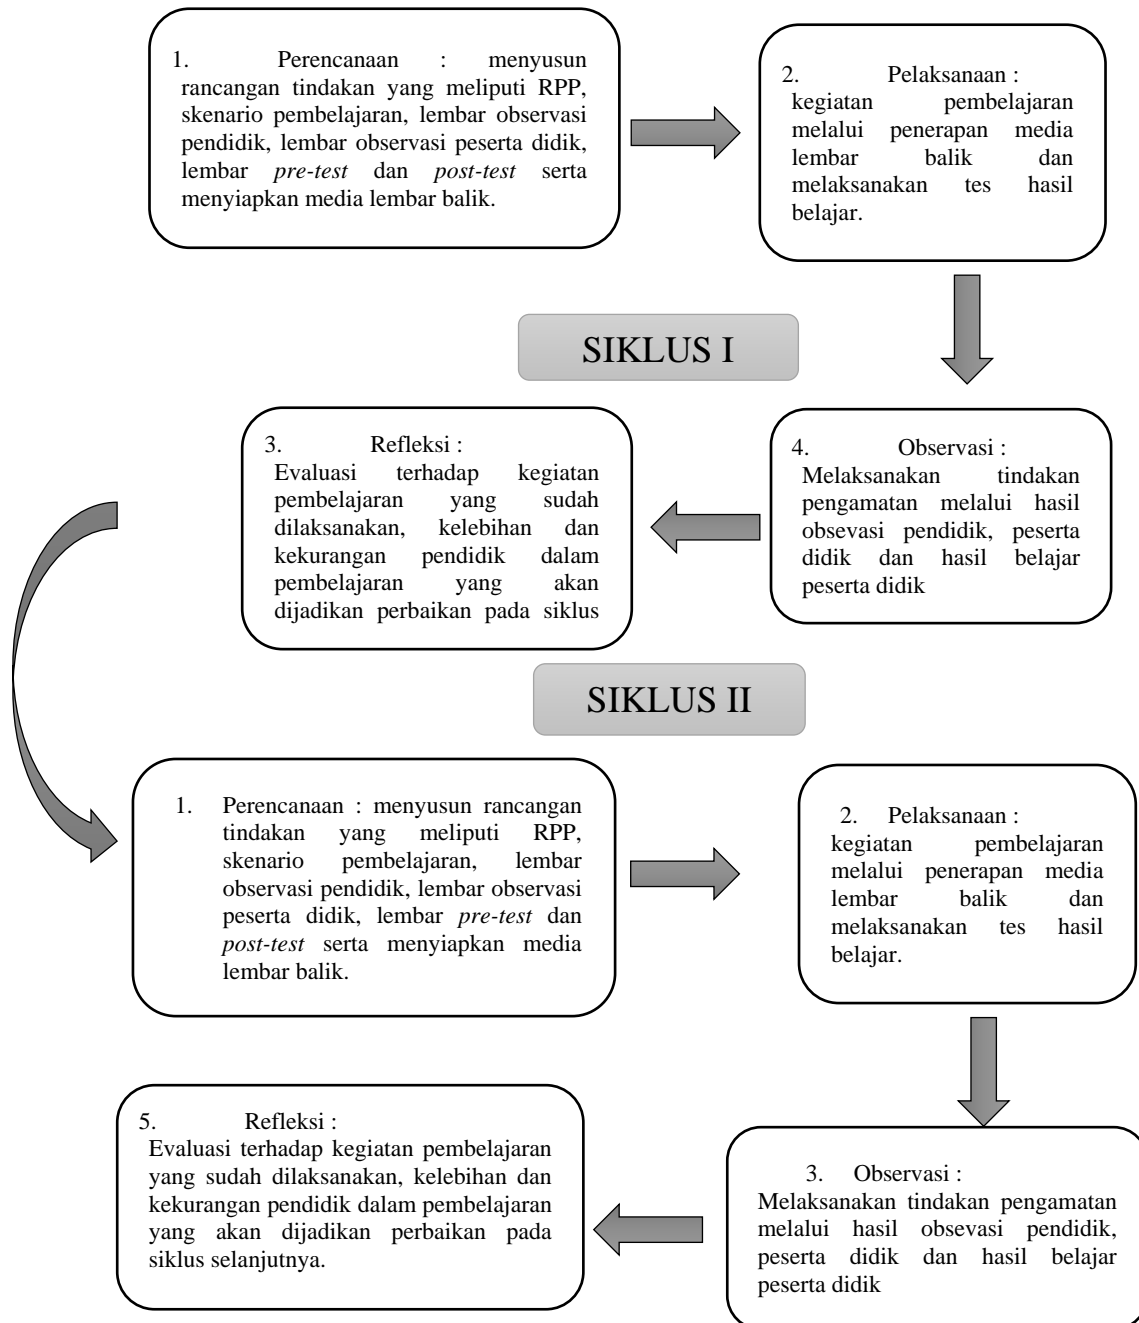 1. Perencanaan : menyusun
rancangan tindakan yang meliputi RPP,
skenario pembelajaran, lembar observasi
pendidik, lembar observasi peserta didik,
lembar pre-test dan post-test serta
menyiapkan media lembar balik.
2. Pelaksanaan :
kegiatan pembelajaran
melalui penerapan media
lembar balik dan
melaksanakan tes hasil
belajar.
SIKLUS I
3. Refleksi :
Evaluasi terhadap kegiatan
pembelajaran yang sudah
dilaksanakan, kelebihan dan
kekurangan pendidik dalam
pembelajaran yang akan
dijadikan perbaikan pada siklus
4. Observasi :
Melaksanakan tindakan
pengamatan melalui hasil
obsevasi pendidik, peserta
didik dan hasil belajar
peserta didik
SIKLUS II
1. Perencanaan : menyusun rancangan
tindakan yang meliputi RPP,
skenario pembelajaran, lembar
observasi pendidik, lembar observasi
peserta didik, lembar pre-test dan
post-test serta menyiapkan media
lembar balik.
2. Pelaksanaan :
kegiatan pembelajaran
melalui penerapan media
lembar balik dan
melaksanakan tes hasil
belajar.
5. Refleksi :
Evaluasi terhadap kegiatan pembelajaran
yang sudah dilaksanakan, kelebihan dan
kekurangan pendidik dalam pembelajaran
yang akan dijadikan perbaikan pada
siklus selanjutnya.
3. Observasi :
Melaksanakan tindakan pengamatan
melalui hasil obsevasi pendidik,
peserta didik dan hasil belajar
peserta didik